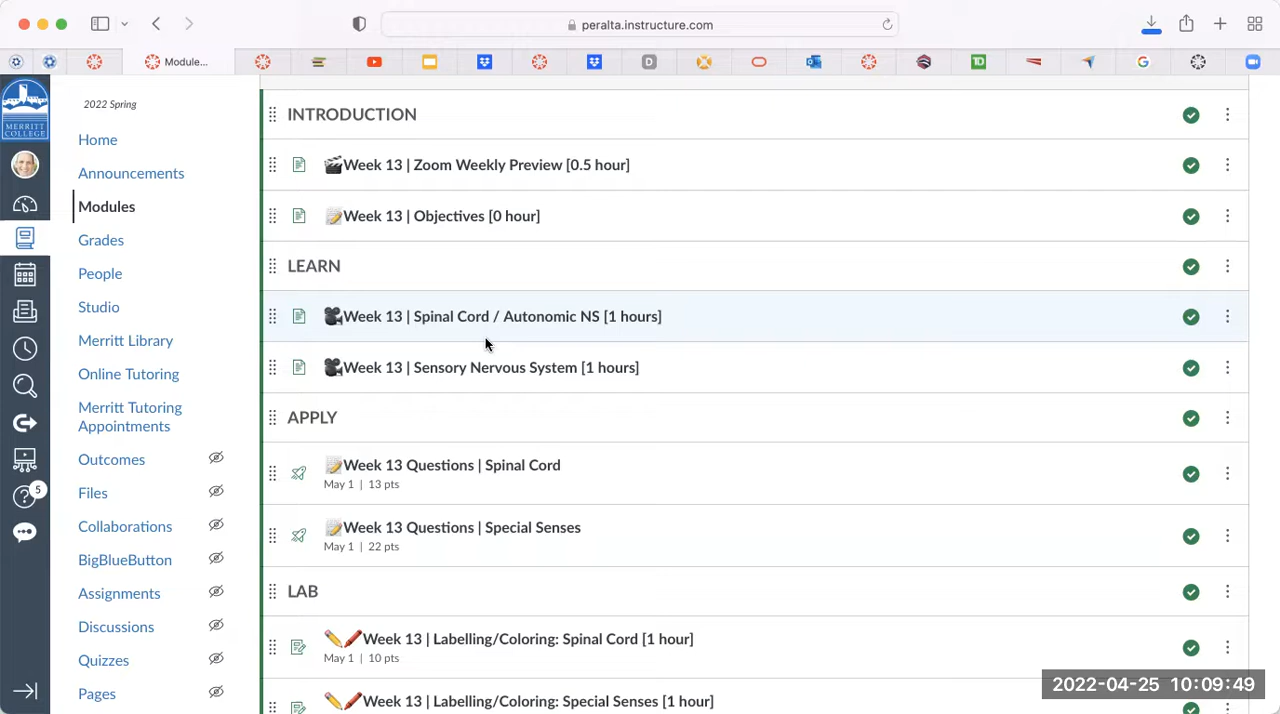 peralta.instructure.com
Module...
D
TD
G
MERRITT
COLLEGE
5
2022 Spring
Home
Announcements
Modules
Grades
People
Studio
Merritt Library
Online Tutoring
Merritt Tutoring
Appointments
Outcomes
Files
Collaborations
BigBlueButton
Assignments
Discussions
Quizzes
Pages
INTRODUCTION
Week 13 | Zoom Weekly Preview [0.5 hour]
Week 13 | Objectives [0 hour]
LEARN
Week 13 | Spinal Cord / Autonomic NS [1 hours]
Week 13 | Sensory Nervous System [1 hours]
APPLY
Week 13 Questions | Spinal Cord
May 1 | 13 pts
Week 13 Questions | Special Senses
May 1 | 22 pts
LAB
Week 13 | Labelling/Coloring: Spinal Cord [1 hour]
May 1 | 10 pts
Week 13 | Labelling/Coloring: Special Senses [1 hour]
2022-04-25 10:09:49